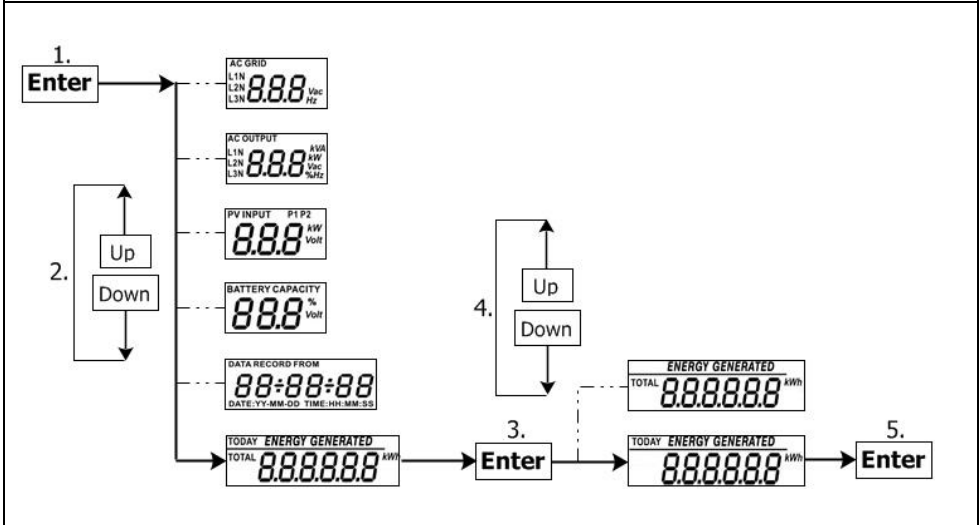 1.
Enter
AC GRID
L1N
L2N
L3N
8.8.8
Vac
Hz
AC OUTPUT
L1N
L2N
L3N
8.8.8
kVA
kW
Vac
%Hz
2.
Up
Down
PV INPUT P1 P2
8.8.8
kW
Volt
BATTERY CAPACITY
88.8
%
Volt
DATA RECORD FROM
88:88:88
DATE:YY-MM-DD TIME:HH:MM:SS
TODAY ENERGY GENERATED
TOTAL 8.8.8.8.8.8 kWh
3.
Enter
4.
Up
Down
ENERGY GENERATED
TOTAL 8.8.8.8.8.8 kWh
TODAY ENERGY GENERATED
8.8.8.8.8.8 kWh
5.
Enter